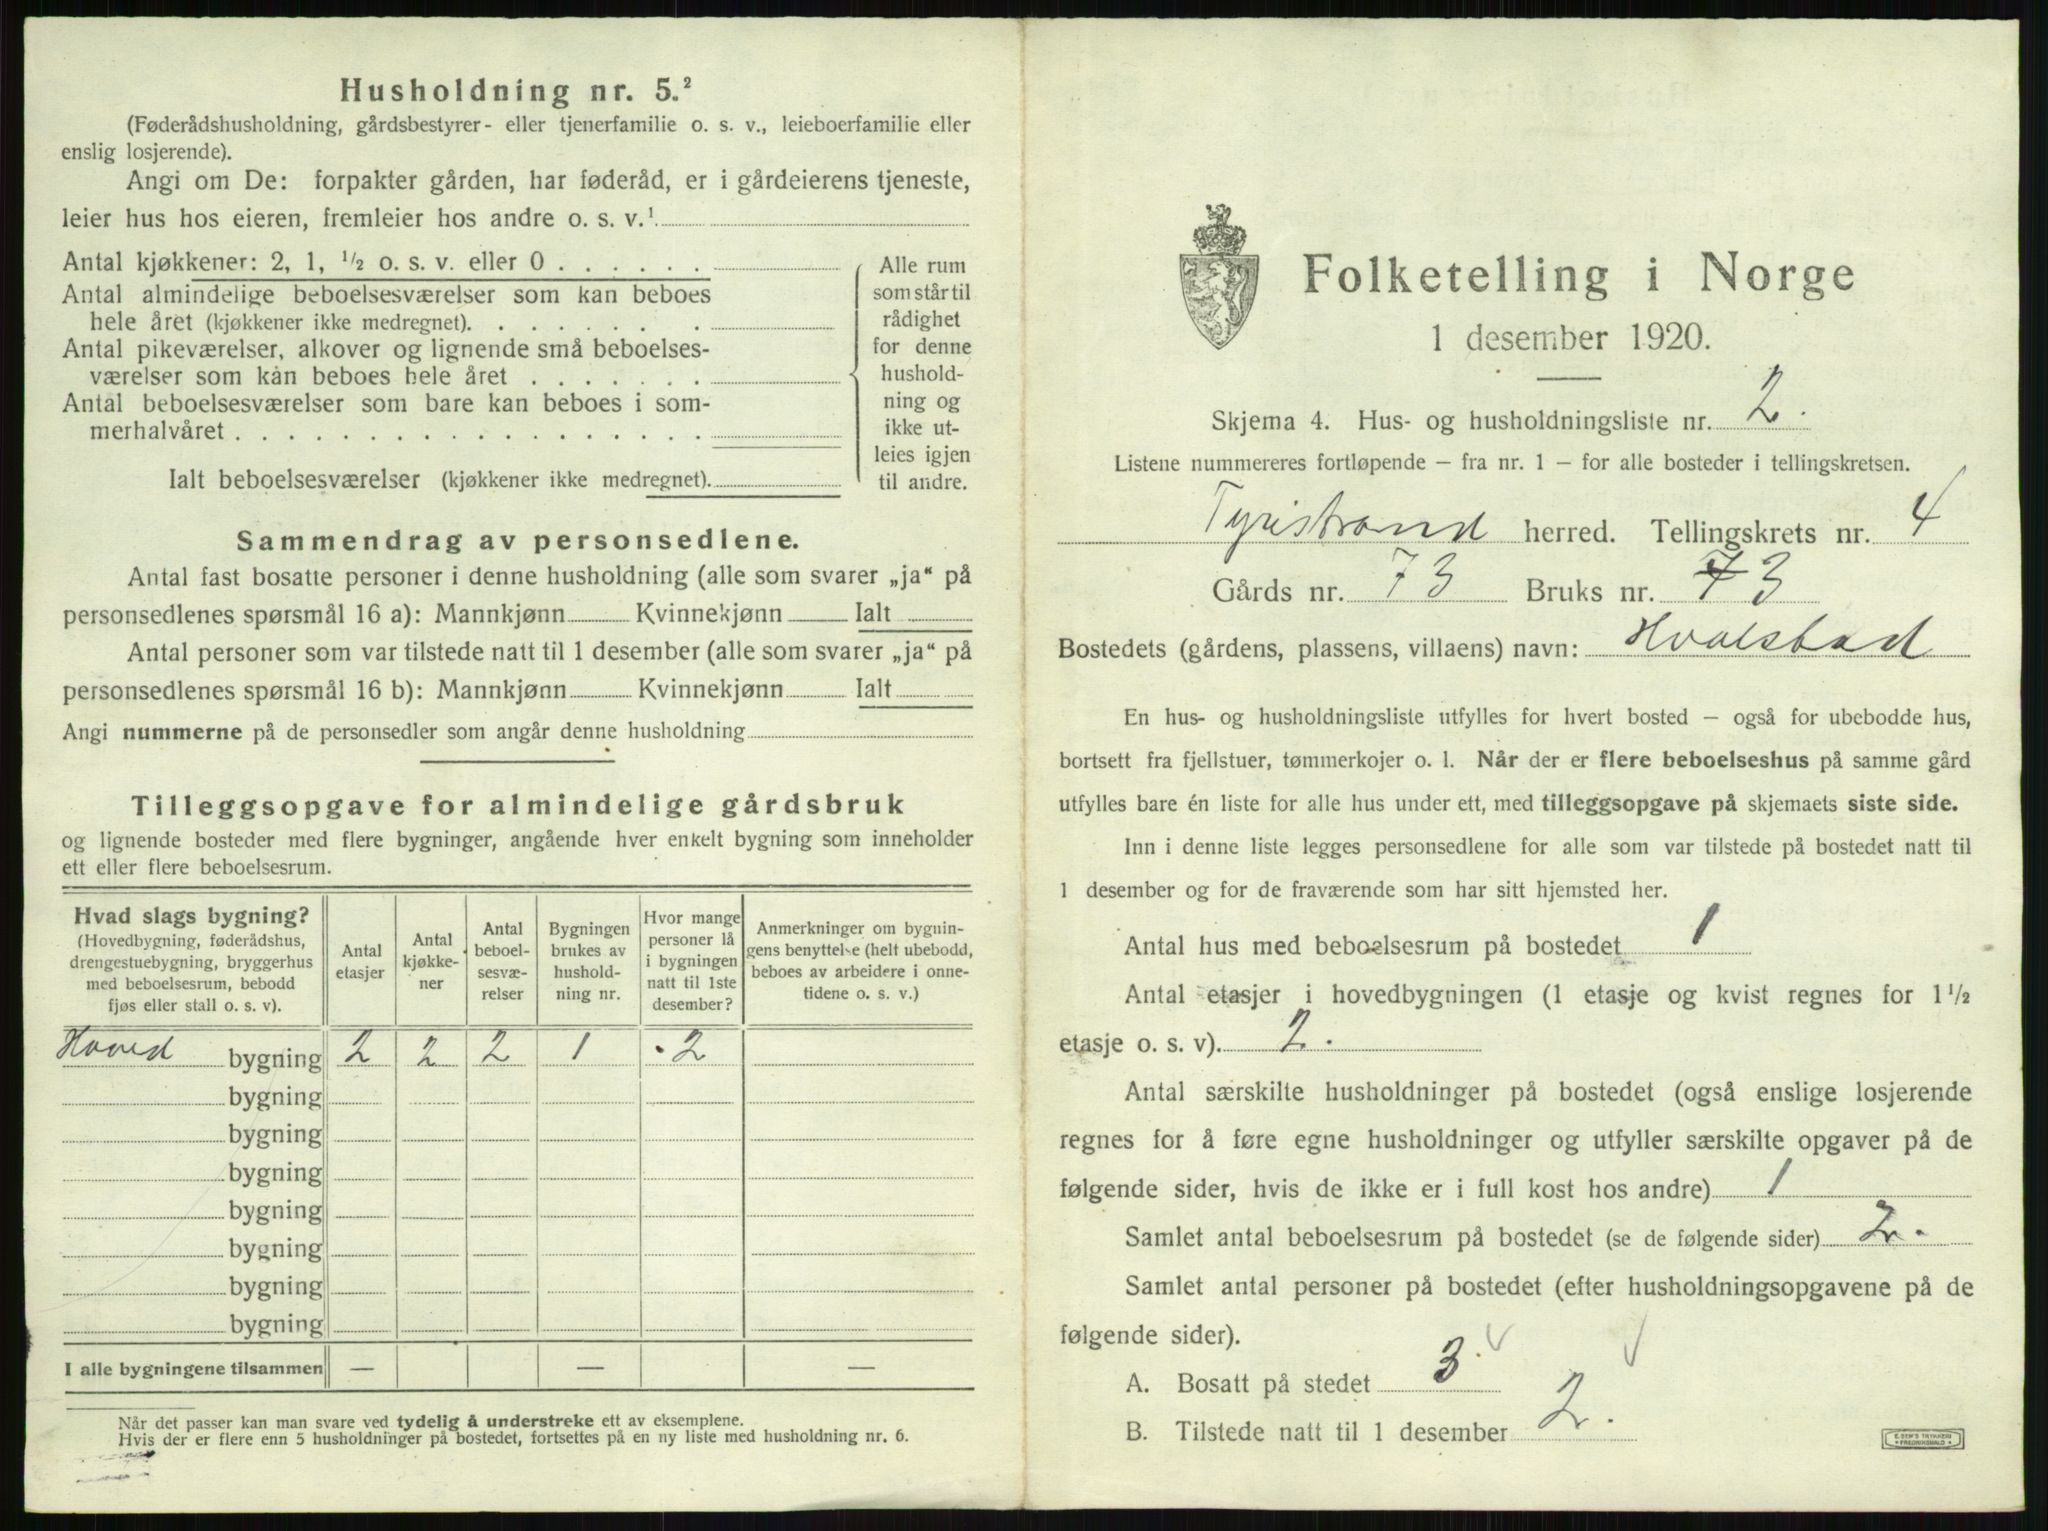 Husholdning nr. 5.²
(Føderådshusholdning, gårdsbestyrer- eller tjenerfamilie o. s. v., leieboerfamilie eller
enslig losjerende).
Angi om De: forpakter gården, har føderåd, er i gårdeierens tjeneste,
leier hus hos eieren, fremleier hos andre o. s. v.¹
Antal kjøkkener: 2, 1, ½ o. s. v. eller 0 . . . . . .
Antal almindelige beboelsesværelser som kan beboes
hele året (kjøkkener ikke medregnet). . . . . . . .
Antal pikeværelser, alkover og lignende små beboelses-
værelser som kan beboes hele året . . . . . . .
Antal beboelsesværelser som bare kan beboes i som-
merhalvåret . . . . . . . . . . . . . . . . . .
Ialt beboelsesværelser (kjøkkener ikke medregnet).
Alle rum
som står til
rådighet
for denne
hushold-
ning og
ikke ut-
leies igjen
til andre.
Sammendrag av personsedlene.
Antal fast bosatte personer i denne husholdning (alle som svarer „ja“ på
personsedlenes spørsmål 16 a): Mannkjønn Kvinnekjønn Ialt
Antal personer som var tilstede natt til 1 desember (alle som svarer „ja“ på
personsedlenes spørsmål 16 b): Mannkjønn Kvinnekjønn Ialt
Angi nummerne på de personsedler som angår denne husholdning
Tilleggsopgave for almindelige gårdsbruk
og lignende bosteder med flere bygninger, angående hver enkelt bygning som inneholder
ett eller flere beboelsesrum.
Hvad slags bygning?
(Hovedbygning, føderådshus,
drengestuebygning, bryggerhus
med beboelsesrum, bebodd
fjøs eller stall o. s. v).
Antal
etasjer
Antal
kjøkke-
ner
Antal
beboel-
sesvæ-
relser
Bygningen
brukes av
hushold-
ning nr.
Hvor mange
personer lå
i bygningen
natt til 1ste
desember?
Anmerkninger om bygnin-
gens benyttelse (helt ubebodd,
beboes av arbeidere i onne-
tidene o. s. v.)
Hoved bygning 2 2 2 1 2
bygning
bygning
bygning
bygning
bygning
bygning
bygning
I alle bygningene tilsammen — — —
Når det passer kan man svare ved tydelig å understreke ett av eksemplene.
Hvis der er flere enn 5 husholdninger på bostedet, fortsettes på en ny liste med husholdning nr. 6.
Folketelling i Norge
1 desember 1920.
Skjema 4. Hus- og husholdningsliste nr. 2.
Listene nummereres fortløpende – fra nr. 1 – for alle bosteder i tellingskretsen.
Tyristrand herred. Tellingskrets nr. 4
Gårds nr. 73 Bruks nr. 73
Bostedets (gårdens, plassens, villaens) navn: Hvalstad
En hus- og husholdningsliste utfylles for hvert bosted – også for ubebodde hus,
bortsett fra fjellstuer, tømmerkojer o. l. Når der er flere beboelseshus på samme gård
utfylles bare én liste for alle hus under ett, med tilleggsopgave på skjemaets siste side.
Inn i denne liste legges personsedlene for alle som var tilstede på bostedet natt til
1 desember og for de fraværende som har sitt hjemsted her.
Antal hus med beboelsesrum på bostedet 1
Antal etasjer i hovedbygningen (1 etasje og kvist regnes for 1½
etasje o. s. v). 2.
Antal særskilte husholdninger på bostedet (også enslige losjerende
regnes for å føre egne husholdninger og utfyller særskilte opgaver på de
følgende sider, hvis de ikke er i full kost hos andre) 1
Samlet antal beboelsesrum på bostedet (se de følgende sider) 2.
Samlet antal personer på bostedet (efter husholdningsopgavene på de
følgende sider).
A. Bosatt på stedet 3.
B. Tilstede natt til 1 desember 2.